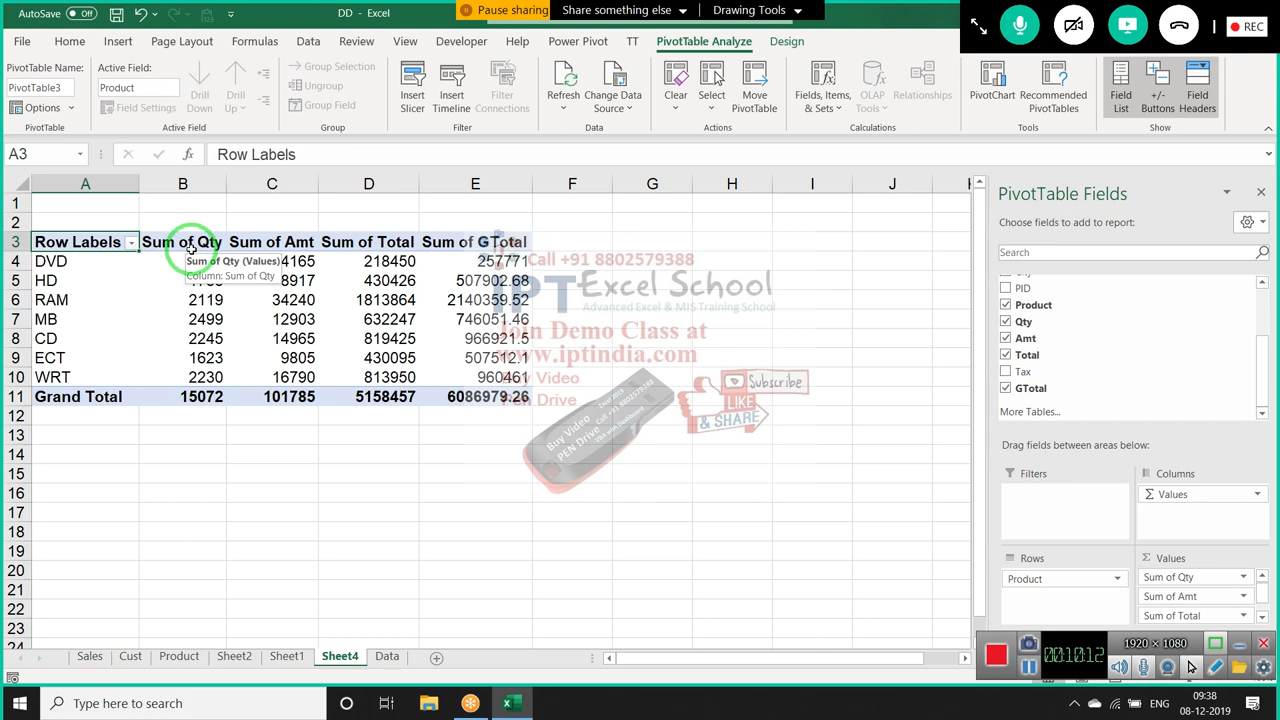 AutoSave Off
DD - Excel
Pause sharing
Share something else
Drawing Tools
REC
File
Home
Insert
Page Layout
Formulas
Data
Review
View
Developer
Help
Power Pivot
TT
PivotTable Analyze
Design
PivotTable Name:
PivotTable3
Options
PivotTable
Active Field:
Product
Field Settings
Drill Down
Drill Up
Active Field
Group Selection
Ungroup
Group Field
Group
Insert Slicer
Insert Timeline
Filter Connections
Filter
Refresh
Change Data Source
Data
Clear
Select
Move PivotTable
Actions
Fields, Items, & Sets
OLAP Tools
Relationships
Calculations
PivotChart
Recommended PivotTables
Tools
Field List
+/- Buttons
Field Headers
Show
A3
fx
Row Labels
A B C D E F G H I J K
1
2
3 Row Labels Sum of Qty Sum of Amt Sum of Total Sum of GTotal
4 DVD 4165 218450 257771
5 HD 8917 430426 507902.68
6 RAM 2119 34240 1813864 2140359.52
7 MB 2499 12903 632247 746051.46
8 CD 2245 14965 819425 966921.5
9 ECT 1623 9805 430095 507512.1
10 WRT 2230 16790 813950 960461
11 Grand Total 15072 101785 5158457 6086979.26
12
13
14
15
16
17
18
19
20
21
22
23
24
Sum of Qty (Values)
Column: Sum of Qty
Call +91 8802579388
IPT Excel School
Advanced Excel & MIS Training School
Join Demo Class at
www.iptindia.com
Buy Video
Pen Drive
Subscribe
LIKE
& SHARE
Buy Video
PEN Drive
PivotTable Fields
Choose fields to add to report:
Search
PID
Product
Qty
Amt
Total
Tax
GTotal
More Tables...
Drag fields between areas below:
Filters
Columns
Σ Values
Rows
Product
Σ Values
Sum of Qty
Sum of Amt
Sum of Total
Sales
Cust
Product
Sheet2
Sheet1
Sheet4
Data
00:10:12
1920 × 1080
Type here to search
ENG
09:38
08-12-2019